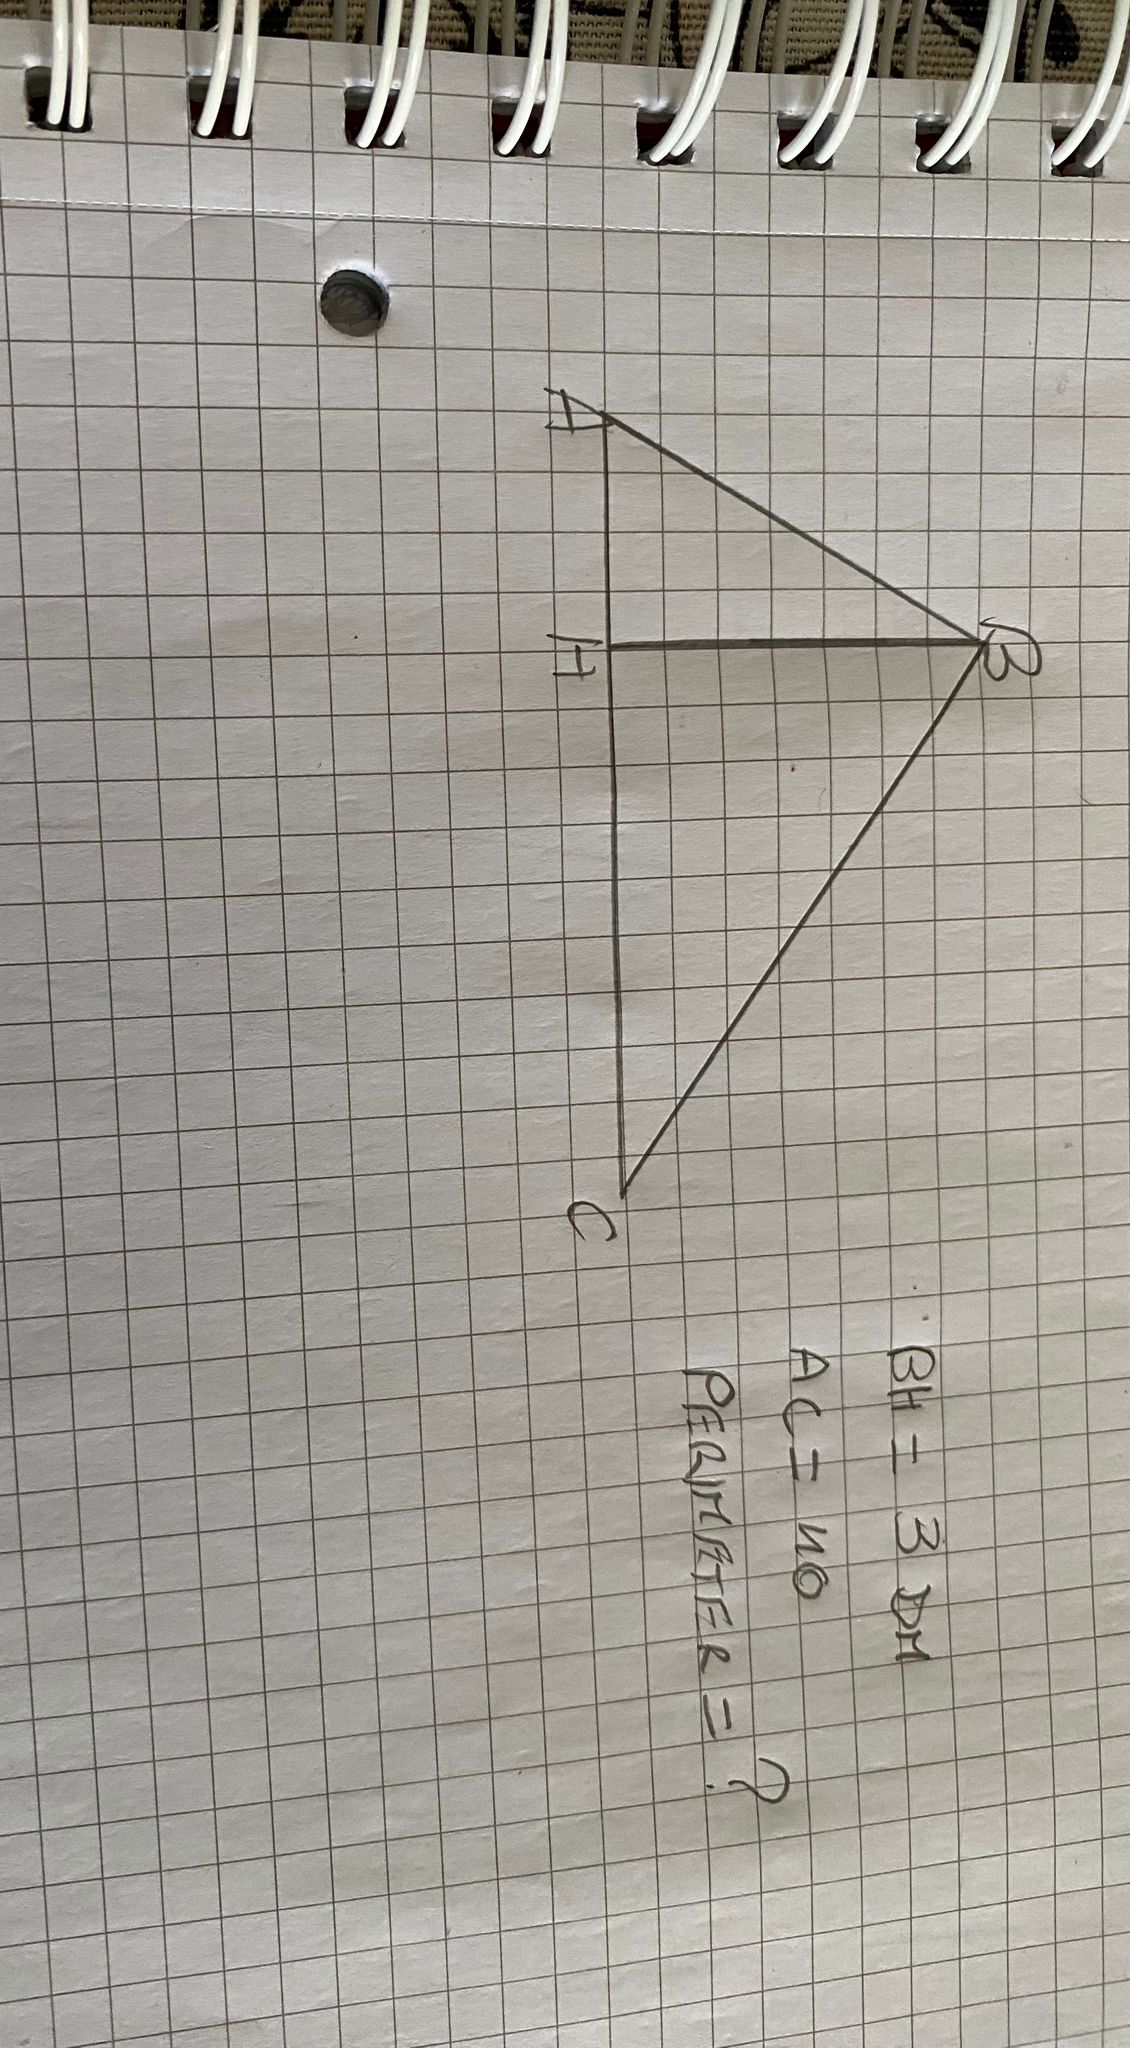 B
A
H
C
BH = 3 DM
AC = 40
PERIMETER = ?